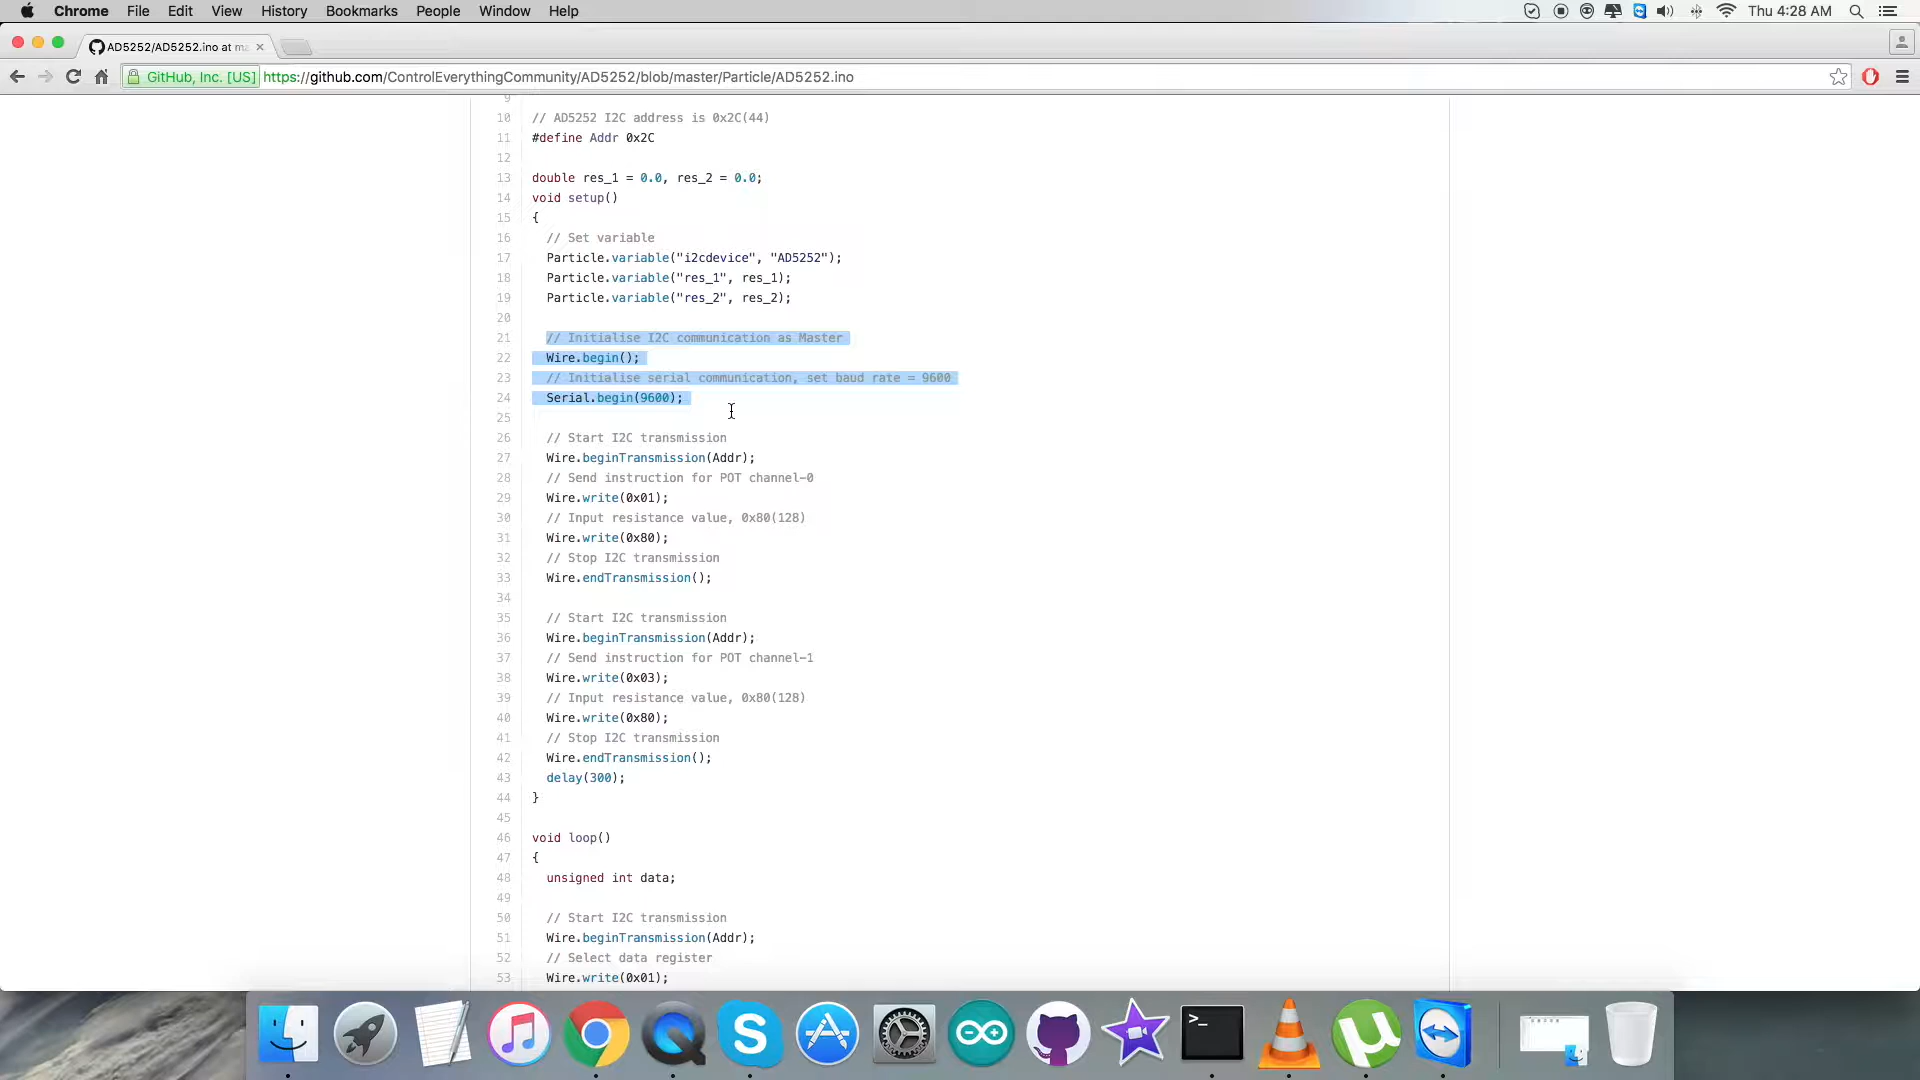 Chrome File Edit View History Bookmarks People Window Help Thu 4:28 AM
AD5252/AD5252.ino at ma
GitHub, Inc. [US] https://github.com/ControlEverythingCommunity/AD5252/blob/master/Particle/AD5252.ino
9
10 // AD5252 I2C address is 0x2C(44)
11 #define Addr 0x2C
12
13 double res_1 = 0.0, res_2 = 0.0;
14 void setup()
15 {
16 // Set variable
17 Particle.variable("i2cdevice", "AD5252");
18 Particle.variable("res_1", res_1);
19 Particle.variable("res_2", res_2);
20
21 // Initialise I2C communication as Master
22 Wire.begin();
23 // Initialise serial communication, set baud rate = 9600
24 Serial.begin(9600);
25
26 // Start I2C transmission
27 Wire.beginTransmission(Addr);
28 // Send instruction for POT channel-0
29 Wire.write(0x01);
30 // Input resistance value, 0x80(128)
31 Wire.write(0x80);
32 // Stop I2C transmission
33 Wire.endTransmission();
34
35 // Start I2C transmission
36 Wire.beginTransmission(Addr);
37 // Send instruction for POT channel-1
38 Wire.write(0x03);
39 // Input resistance value, 0x80(128)
40 Wire.write(0x80);
41 // Stop I2C transmission
42 Wire.endTransmission();
43 delay(300);
44 }
45
46 void loop()
47 {
48 unsigned int data;
49
50 // Start I2C transmission
51 Wire.beginTransmission(Addr);
52 // Select data register
53 Wire.write(0x01);